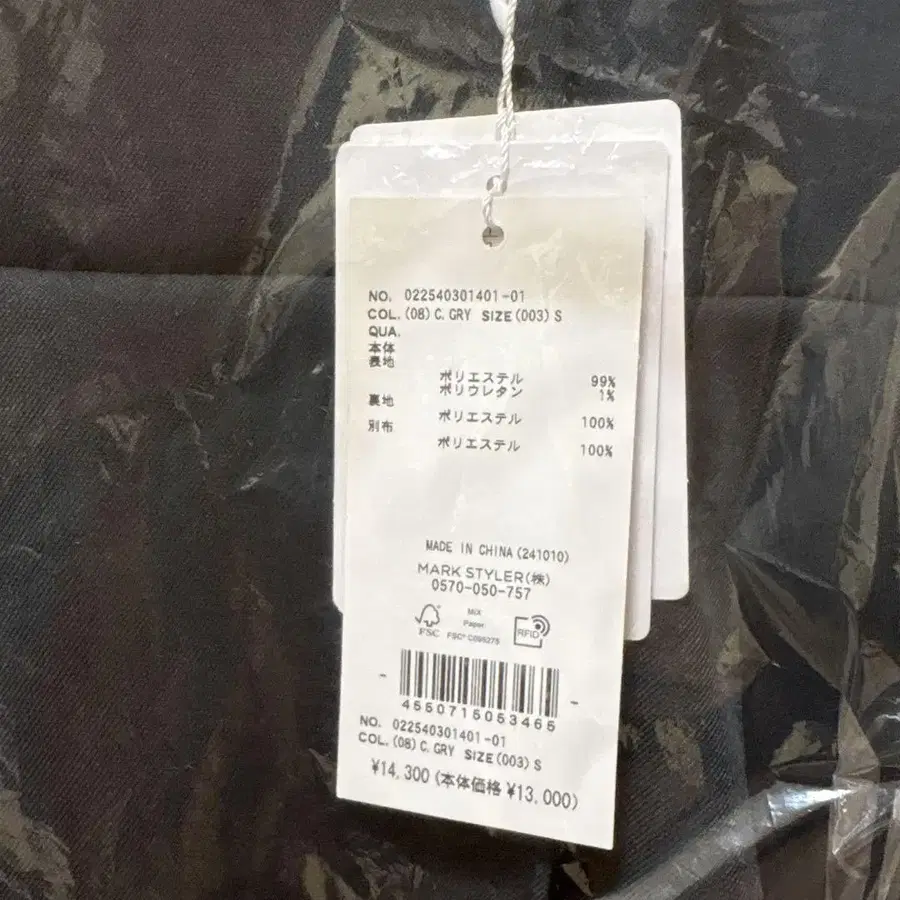 NO. 022540301401-01
COL. (08) C. GRY SIZE (003) S
QUA.
本体
表地
ポリエステル 99%
ポリウレタン 1%
裏地
ポリエステル 100%
別布
ポリエステル 100%
MADE IN CHINA (241010)
MARK STYLER(株)
0570-050-757
FSC
MIX
Paper
FSC® C095275
RFID
4550715053465
NO. 022540301401-01
COL. (08) C. GRY SIZE (003) S
¥14,300 (本体価格 ¥13,000)